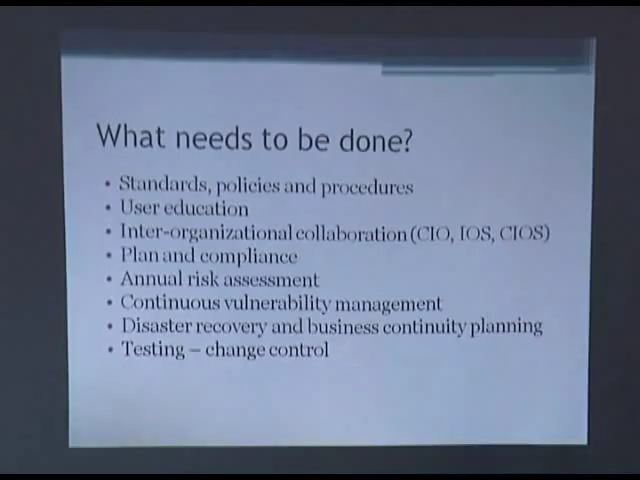 What needs to be done?
• Standards, policies and procedures
• User education
• Inter-organizational collaboration (CIO, IOS, CIOS)
• Plan and compliance
• Annual risk assessment
• Continuous vulnerability management
• Disaster recovery and business continuity planning
• Testing – change control